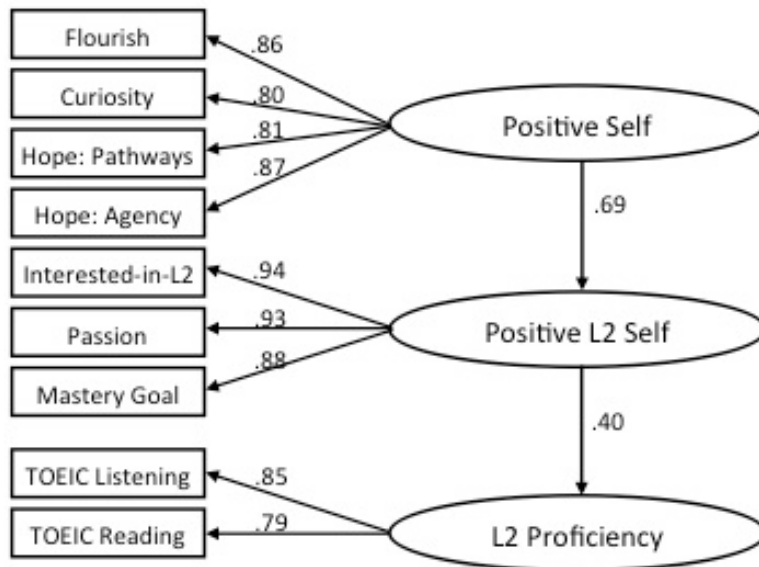 Flourish
.86
Curiosity
.80
Positive Self
.81
Hope: Pathways
.87
Hope: Agency
.69
Interested-in-L2
.94
Passion
.93
Positive L2 Self
.88
Mastery Goal
.40
TOEIC Listening
.85
TOEIC Reading
.79
L2 Proficiency